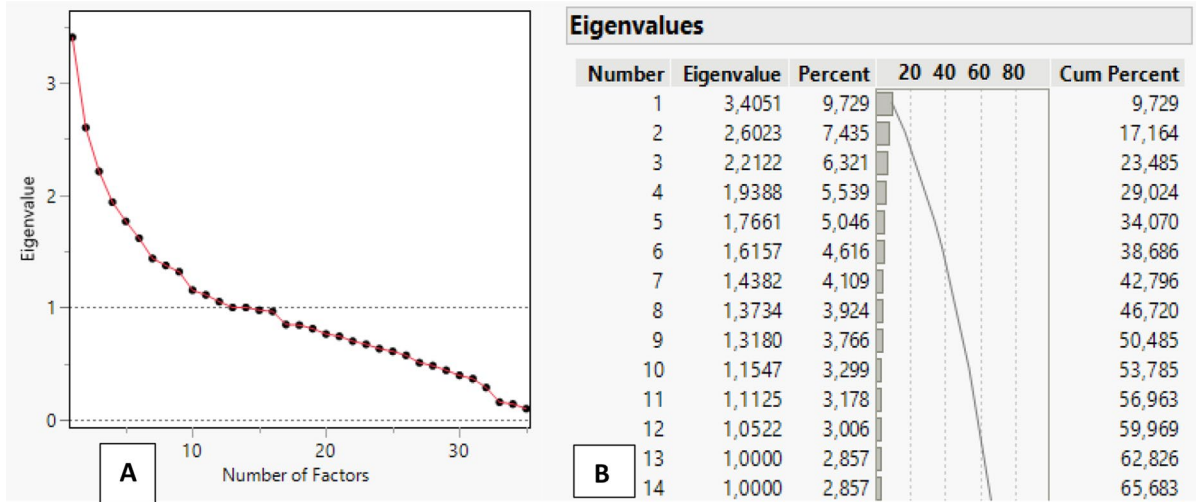 3
2
1
0
Eigenvalue
10 20 30
Number of Factors
A
Eigenvalues
Number Eigenvalue Percent 20 40 60 80 Cum Percent
1 3,4051 9,729 9,729
2 2,6023 7,435 17,164
3 2,2122 6,321 23,485
4 1,9388 5,539 29,024
5 1,7661 5,046 34,070
6 1,6157 4,616 38,686
7 1,4382 4,109 42,796
8 1,3734 3,924 46,720
9 1,3180 3,766 50,485
10 1,1547 3,299 53,785
11 1,1125 3,178 56,963
12 1,0522 3,006 59,969
13 1,0000 2,857 62,826
14 1,0000 2,857 65,683
B